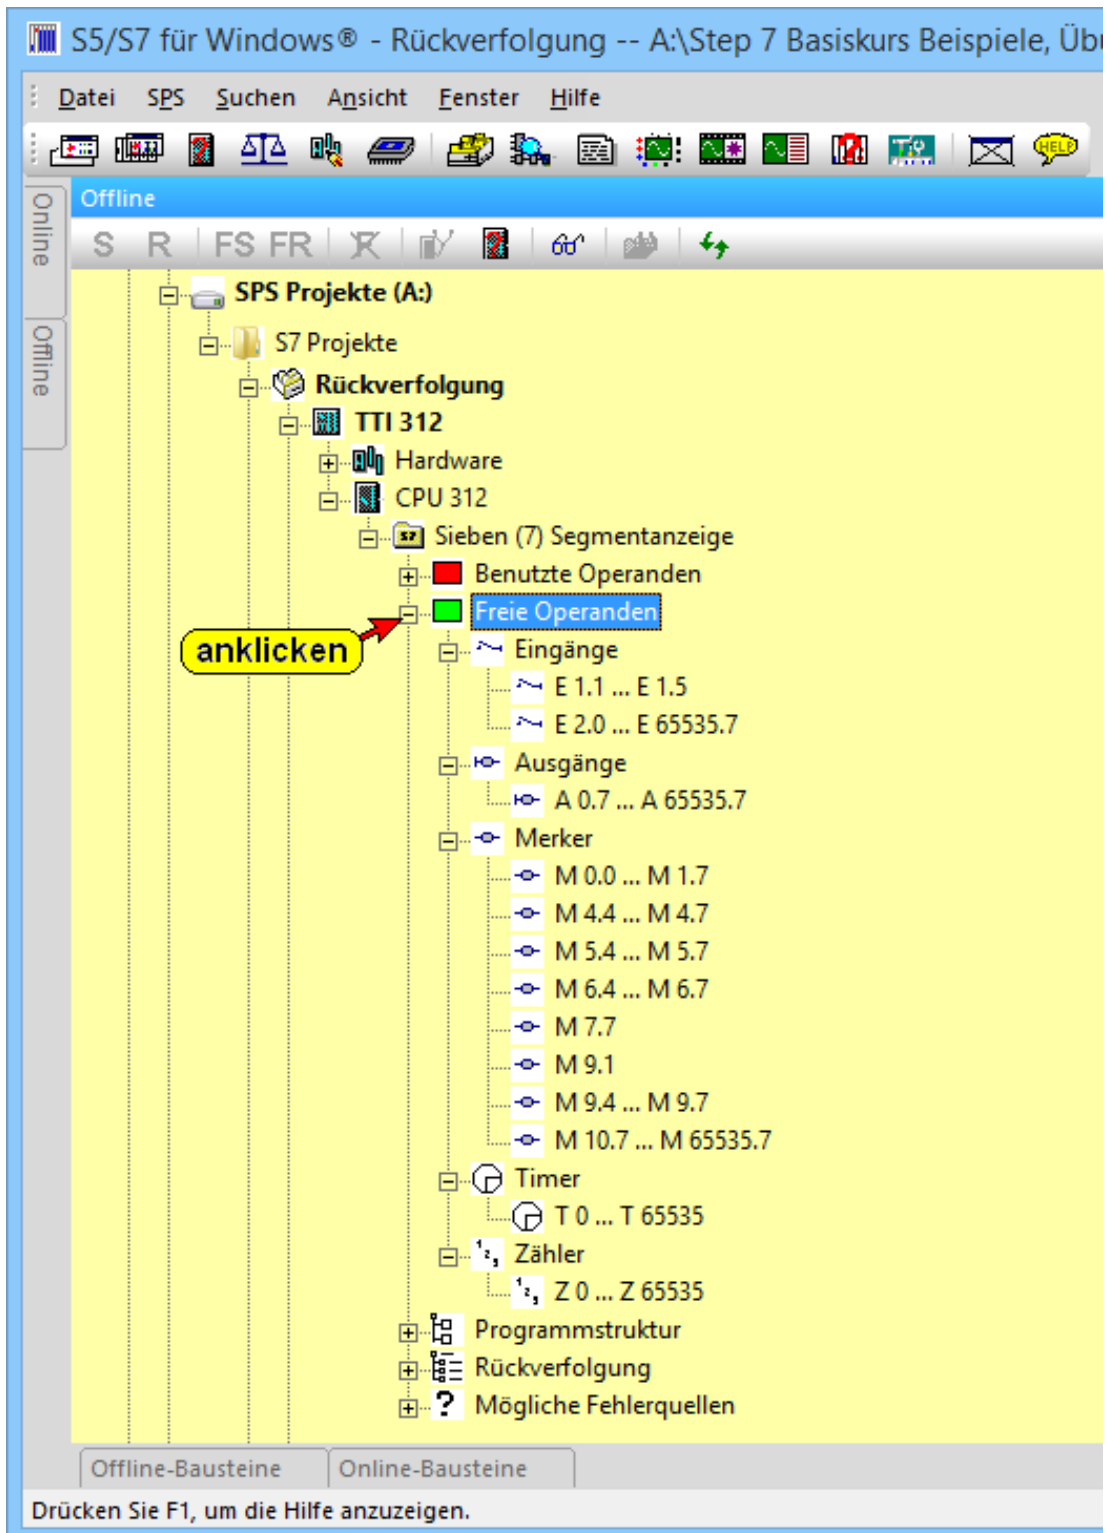 S5/S7 für Windows® - Rückverfolgung -- A:\Step 7 Basiskurs Beispiele,
Datei SPS Suchen Ansicht Fenster Hilfe
HELP
Online
Offline
Offline
S R FS FR
SPS Projekte (A:)
S7 Projekte
Rückverfolgung
TTI 312
Hardware
CPU 312
Sieben (7) Segmentanzeige
Benutzte Operanden
Freie Operanden
anklicken
Eingänge
E 1.1 ... E 1.5
E 2.0 ... E 65535.7
Ausgänge
A 0.7 ... A 65535.7
Merker
M 0.0 ... M 1.7
M 4.4 ... M 4.7
M 5.4 ... M 5.7
M 6.4 ... M 6.7
M 7.7
M 9.1
M 9.4 ... M 9.7
M 10.7 ... M 65535.7
Timer
T 0 ... T 65535
Zähler
Z 0 ... Z 65535
Programmstruktur
Rückverfolgung
? Mögliche Fehlerquellen
Offline-Bausteine Online-Bausteine
Drücken Sie F1, um die Hilfe anzuzeigen.